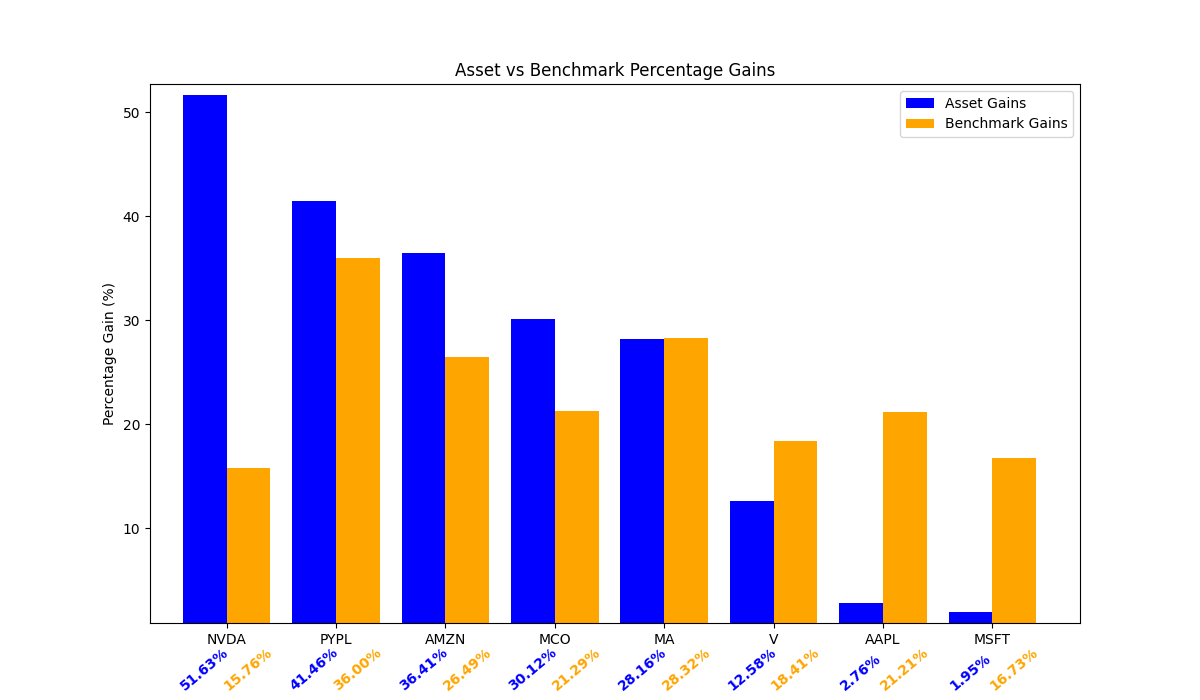 Asset vs Benchmark Percentage Gains
Asset Gains
Benchmark Gains
Percentage Gain (%)
50
40
30
20
10
NVDA PYPL AMZN MCO MA V AAPL MSFT
51.63% 15.76% 41.46% 36.00% 36.41% 26.49% 30.12% 21.29% 28.16% 28.32% 12.58% 18.41% 2.76% 21.21% 1.95% 16.73%